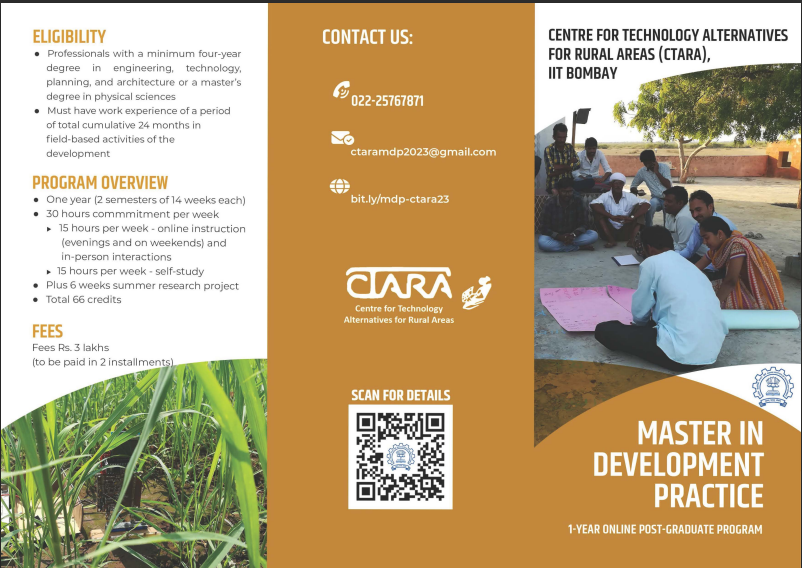 ELIGIBILITY
● Professionals with a minimum four-year
degree in engineering, technology,
planning, and architecture or a master's
degree in physical sciences
● Must have work experience of a period
of total cumulative 24 months in
field-based activities of the
development
PROGRAM OVERVIEW
● One year (2 semesters of 14 weeks each)
● 30 hours commmitment per week
▸ 15 hours per week - online instruction
(evenings and on weekends) and
in-person interactions
▸ 15 hours per week - self-study
● Plus 6 weeks summer research project
● Total 66 credits
FEES
Fees Rs. 3 lakhs
(to be paid in 2 installments)
CONTACT US:
022-25767871
ctaramdp2023@gmail.com
bit.ly/mdp-ctara23
CTARA
Centre for Technology
Alternatives for Rural Areas
SCAN FOR DETAILS
CENTRE FOR TECHNOLOGY ALTERNATIVES
FOR RURAL AREAS (CTARA),
IIT BOMBAY
MASTER IN
DEVELOPMENT
PRACTICE
1-YEAR ONLINE POST-GRADUATE PROGRAM